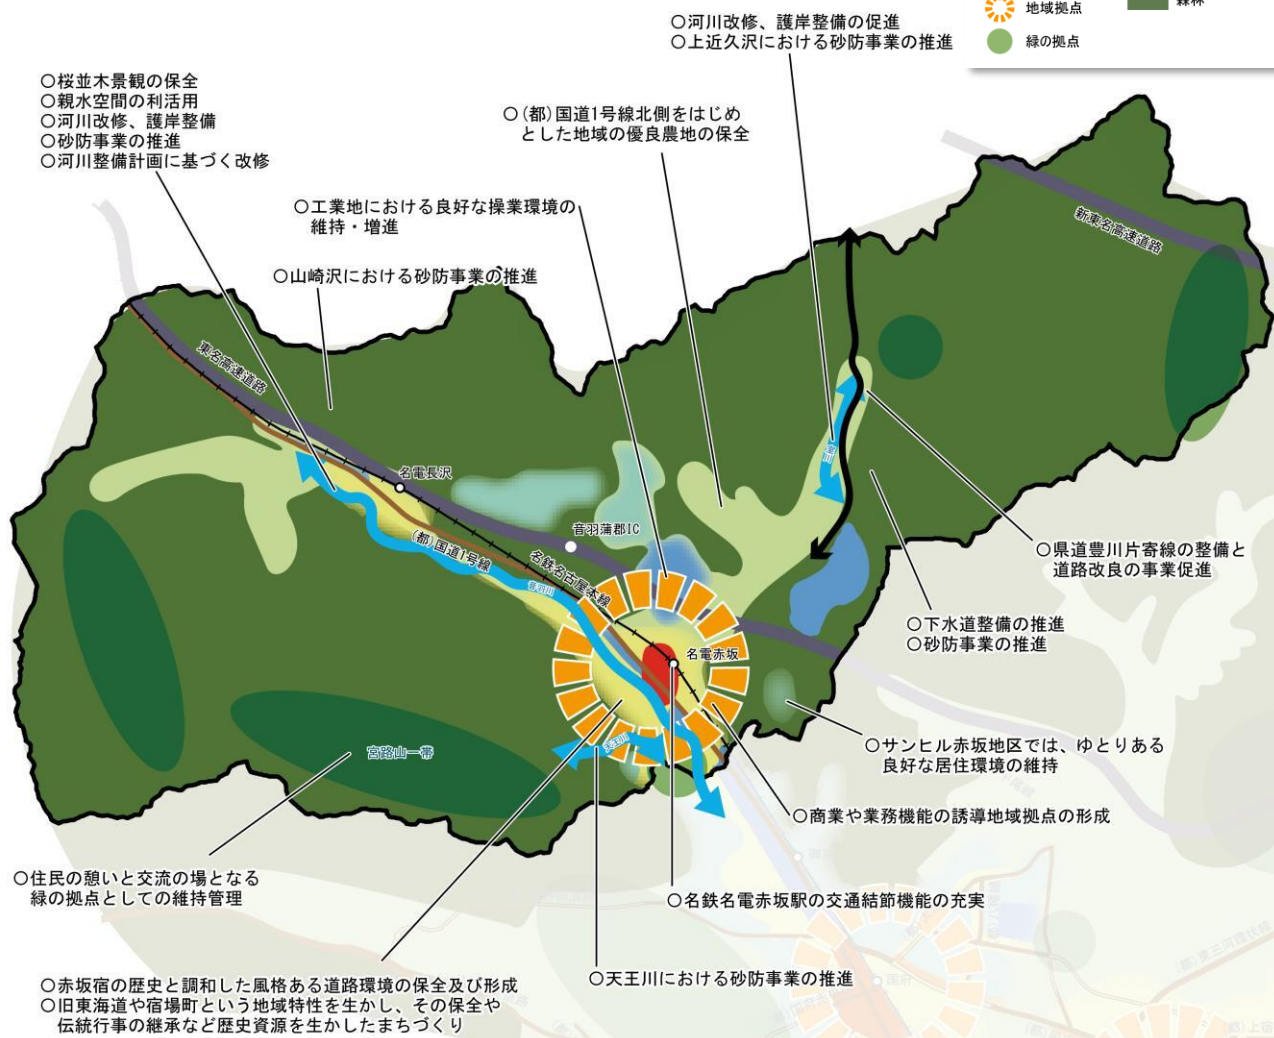 地域拠点
森林
緑の拠点
○河川改修、護岸整備の促進
○上近久沢における砂防事業の推進
○桜並木景観の保全
○親水空間の利活用
○河川改修、護岸整備
○砂防事業の推進
○河川整備計画に基づく改修
○(都)国道1号線北側をはじめ
とした地域の優良農地の保全
○工業地における良好な操業環境の
維持・増進
○山崎沢における砂防事業の推進
新東名高速道路
東名高速道路
名電長沢
音羽蒲郡IC
(都)国道1号線
名鉄名古屋本線
音羽川
○県道豊川片寄線の整備と
道路改良の事業促進
○下水道整備の推進
○砂防事業の推進
名電赤坂
天王川
宮路山一帯
○サンヒル赤坂地区では、ゆとりある
良好な居住環境の維持
○商業や業務機能の誘導地域拠点の形成
○住民の憩いと交流の場となる
緑の拠点としての維持管理
○名鉄名電赤坂駅の交通結節機能の充実
○天王川における砂防事業の推進
○赤坂宿の歴史と調和した風格ある道路環境の保全及び形成
○旧東海道や宿場町という地域特性を生かし、その保全や
伝統行事の継承など歴史資源を生かしたまちづくり
国府